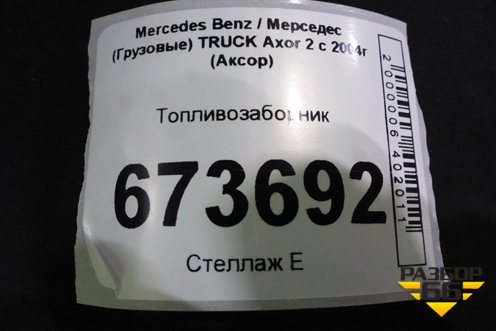 Mercedes Benz / Мерседес
(Грузовые) TRUCK Axor 2 с 2004г
(Аксор)
Топливозаборник
673692
Стеллаж Е
2000006402011
РАЗБОР
66